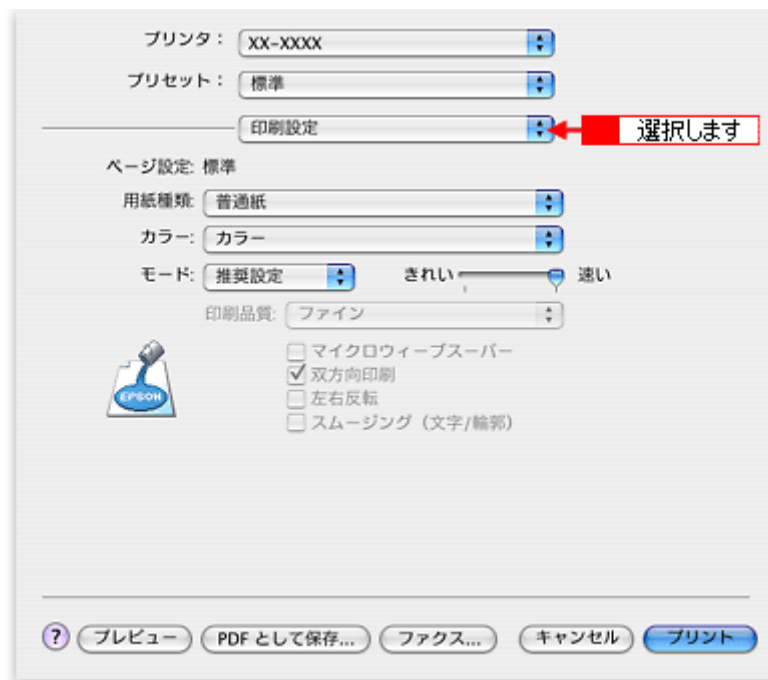 プリンタ： XX-XXXX
プリセット： 標準
印刷設定 選択します
ページ設定: 標準
用紙種類: 普通紙
カラー: カラー
モード: 推奨設定 きれい 速い
印刷品質: ファイン
マイクロウィーブスーパー
双方向印刷
左右反転
スムージング（文字/輪郭）
EPSON
? プレビュー PDF として保存... ファクス... キャンセル プリント